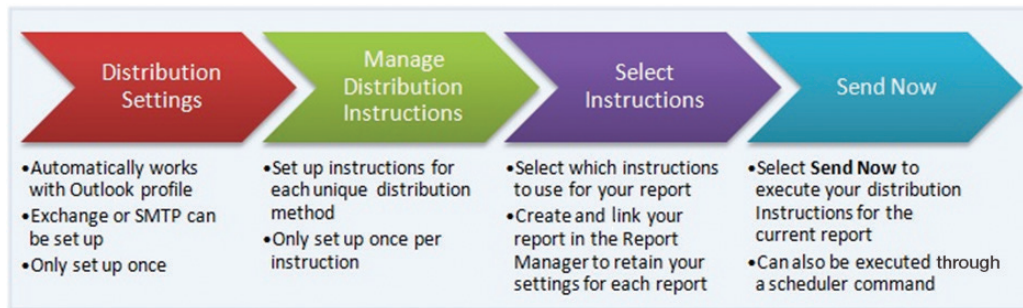 Distribution
Settings
•Automatically works
with Outlook profile
•Exchange or SMTP can
be set up
•Only set up once
Manage
Distribution
Instructions
•Set up instructions for
each unique distribution
method
•Only set up once per
instruction
Select
Instructions
•Select which instructions
to use for your report
•Create and link your
report in the Report
Manager to retain your
settings for each report
Send Now
•Select Send Now to
execute your distribution
Instructions for the
current report
•Can also be executed through
a scheduler command